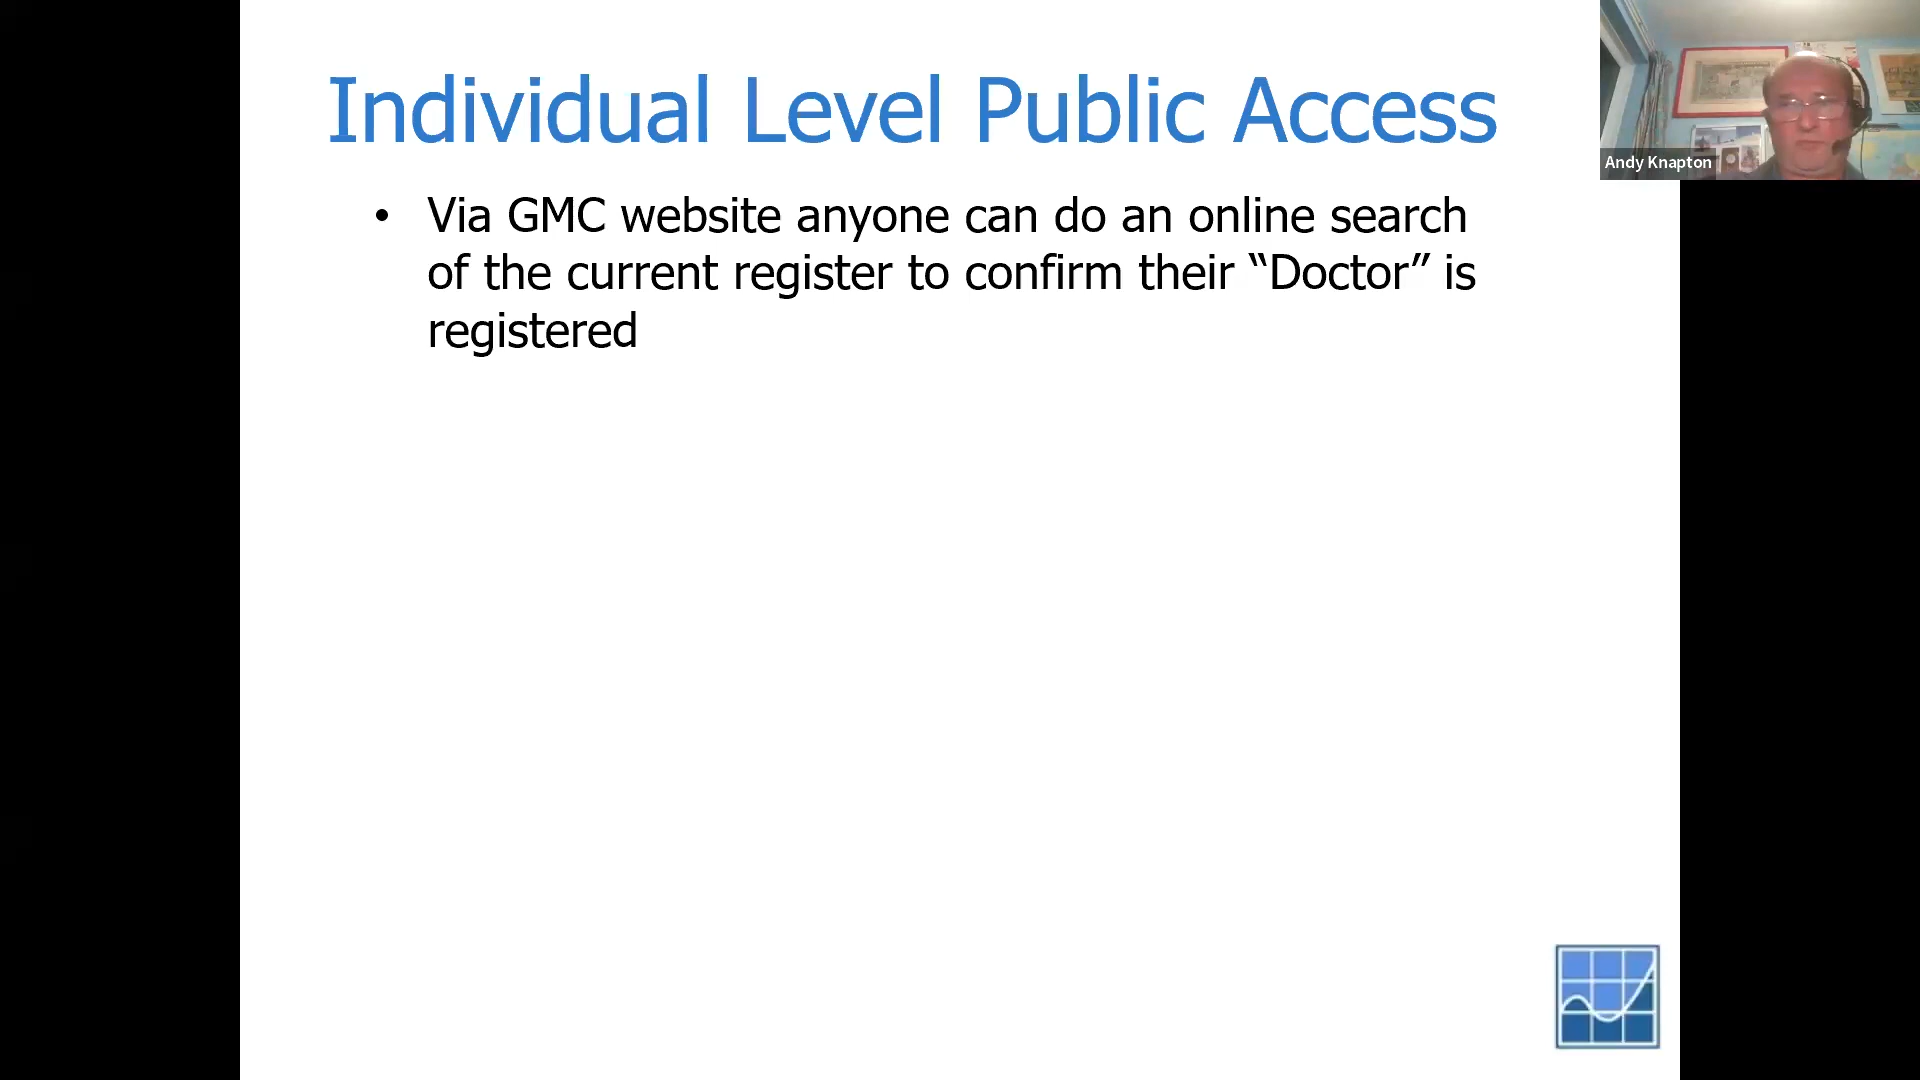 Individual Level Public Access
Andy Knapton
• Via GMC website anyone can do an online search
of the current register to confirm their “Doctor” is
registered